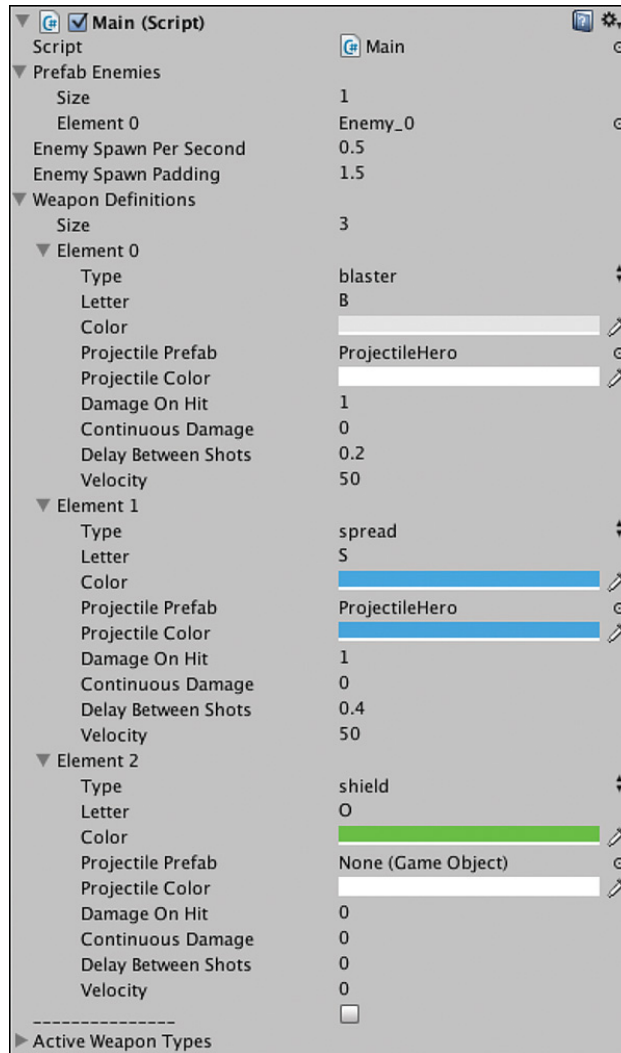 Main (Script)
Script Main
Prefab Enemies
Size 1
Element 0 Enemy_0
Enemy Spawn Per Second 0.5
Enemy Spawn Padding 1.5
Weapon Definitions
Size 3
Element 0
Type blaster
Letter B
Color
Projectile Prefab ProjectileHero
Projectile Color
Damage On Hit 1
Continuous Damage 0
Delay Between Shots 0.2
Velocity 50
Element 1
Type spread
Letter S
Color
Projectile Prefab ProjectileHero
Projectile Color
Damage On Hit 1
Continuous Damage 0
Delay Between Shots 0.4
Velocity 50
Element 2
Type shield
Letter O
Color
Projectile Prefab None (Game Object)
Projectile Color
Damage On Hit 0
Continuous Damage 0
Delay Between Shots 0
Velocity 0
_______________
Active Weapon Types